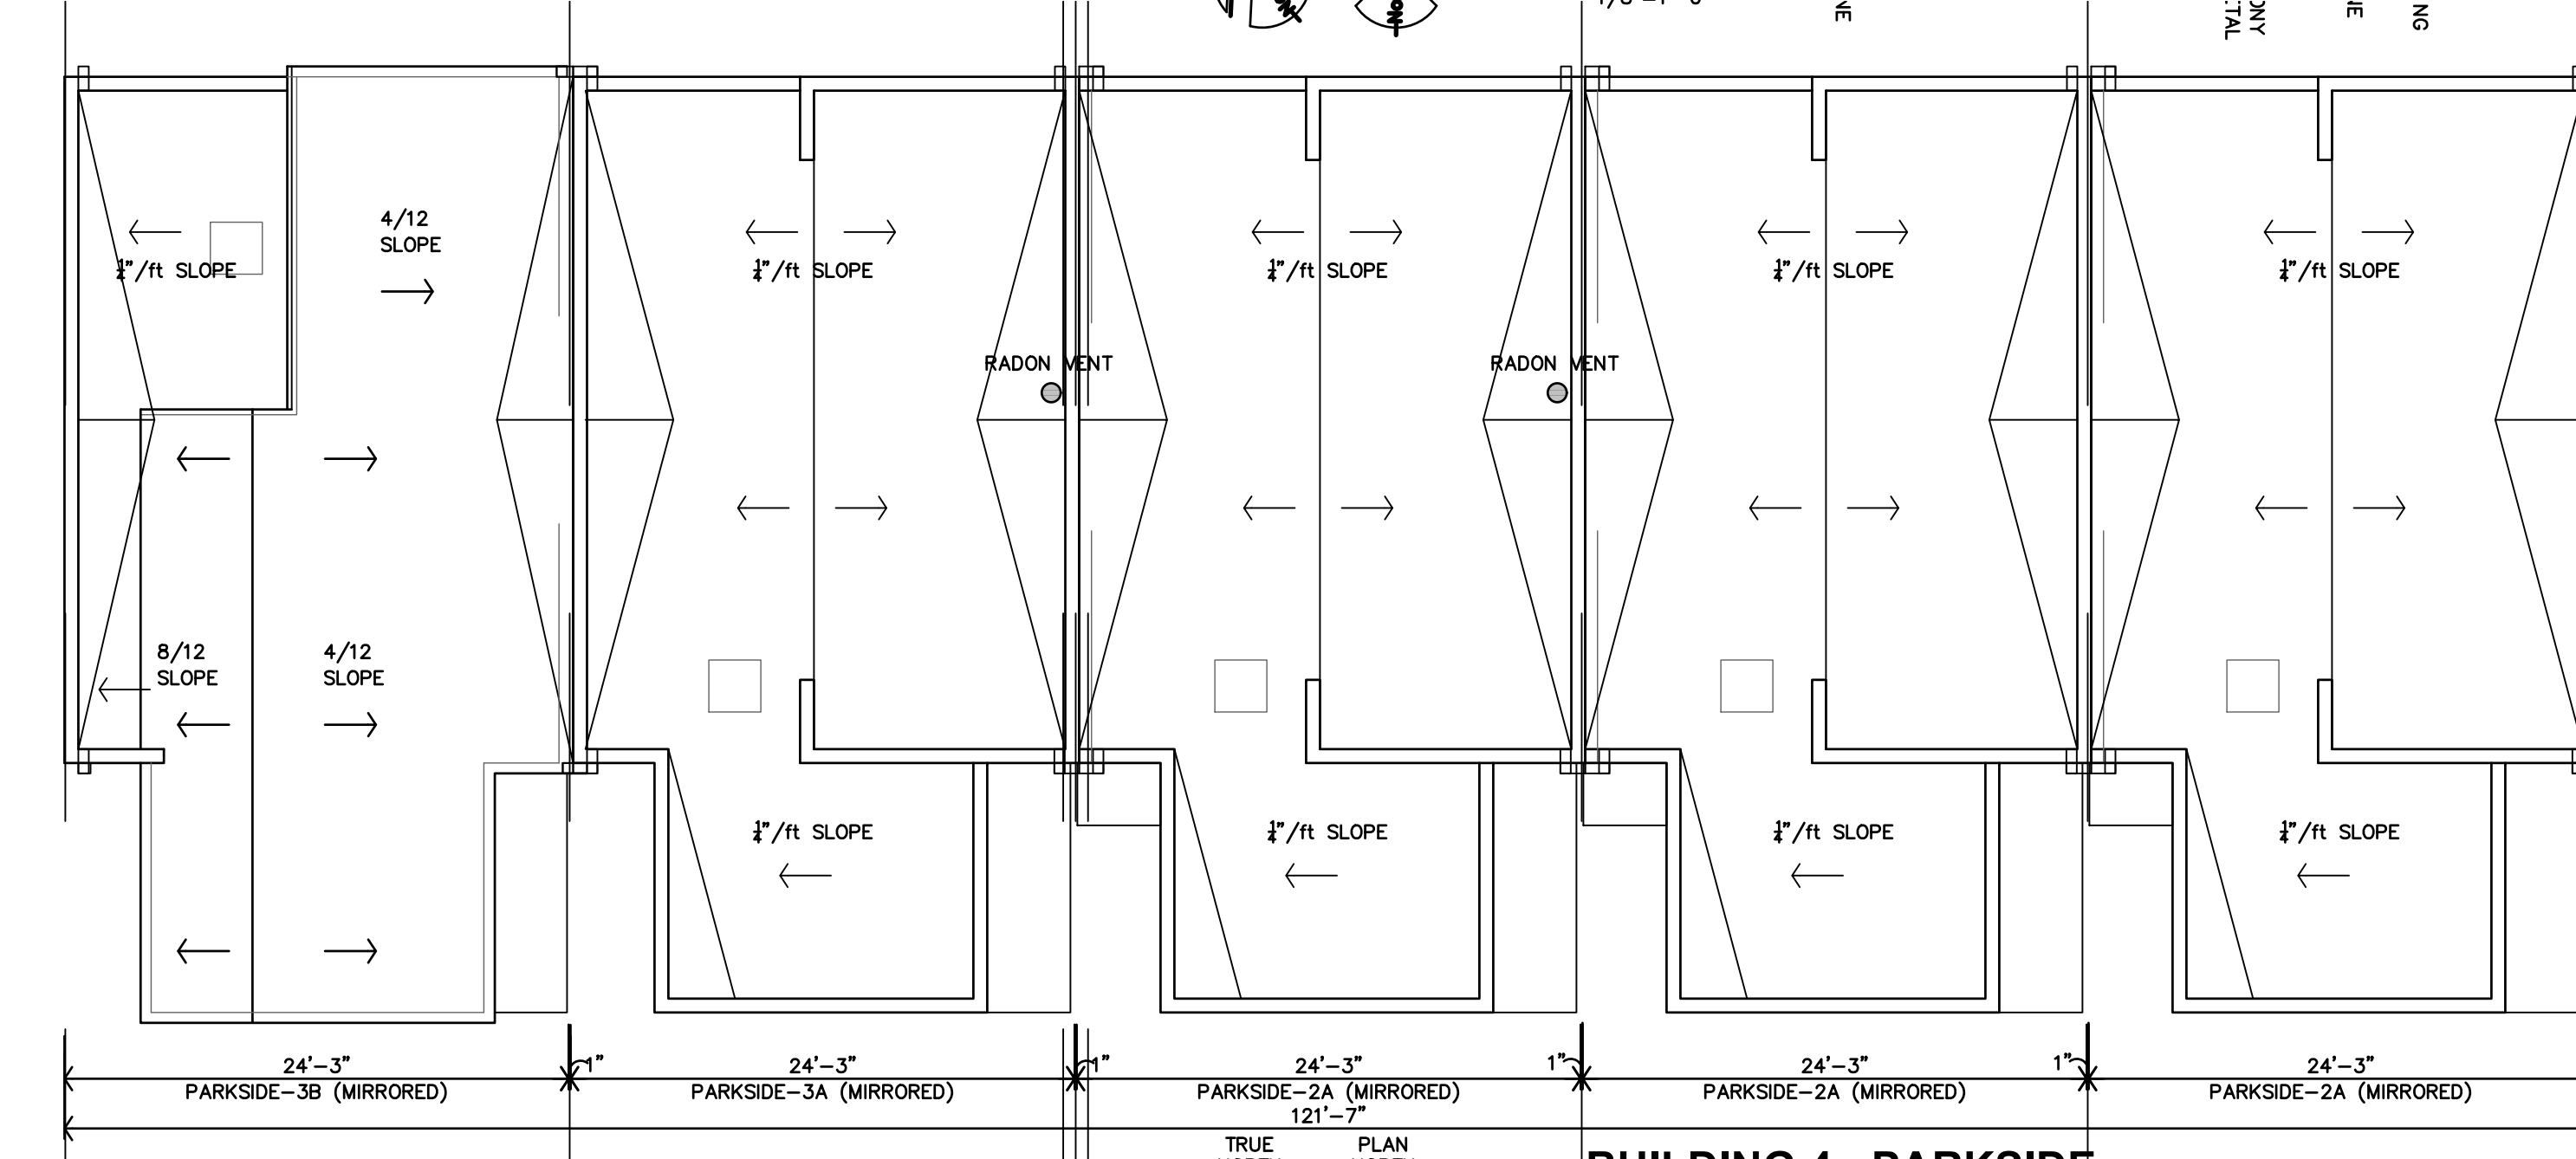 4/12
SLOPE
¼"/ft SLOPE
¼"/ft SLOPE
¼"/ft SLOPE
¼"/ft SLOPE
¼"/ft SLOPE
RADON VENT
RADON VENT
8/12
SLOPE
4/12
SLOPE
¼"/ft SLOPE
¼"/ft SLOPE
¼"/ft SLOPE
¼"/ft SLOPE
24'-3"
1"
24'-3"
1"
24'-3"
1"
24'-3"
1"
24'-3"
PARKSIDE-3B (MIRRORED)
PARKSIDE-3A (MIRRORED)
PARKSIDE-2A (MIRRORED)
PARKSIDE-2A (MIRRORED)
PARKSIDE-2A (MIRRORED)
121'-7"
TRUE
PLAN